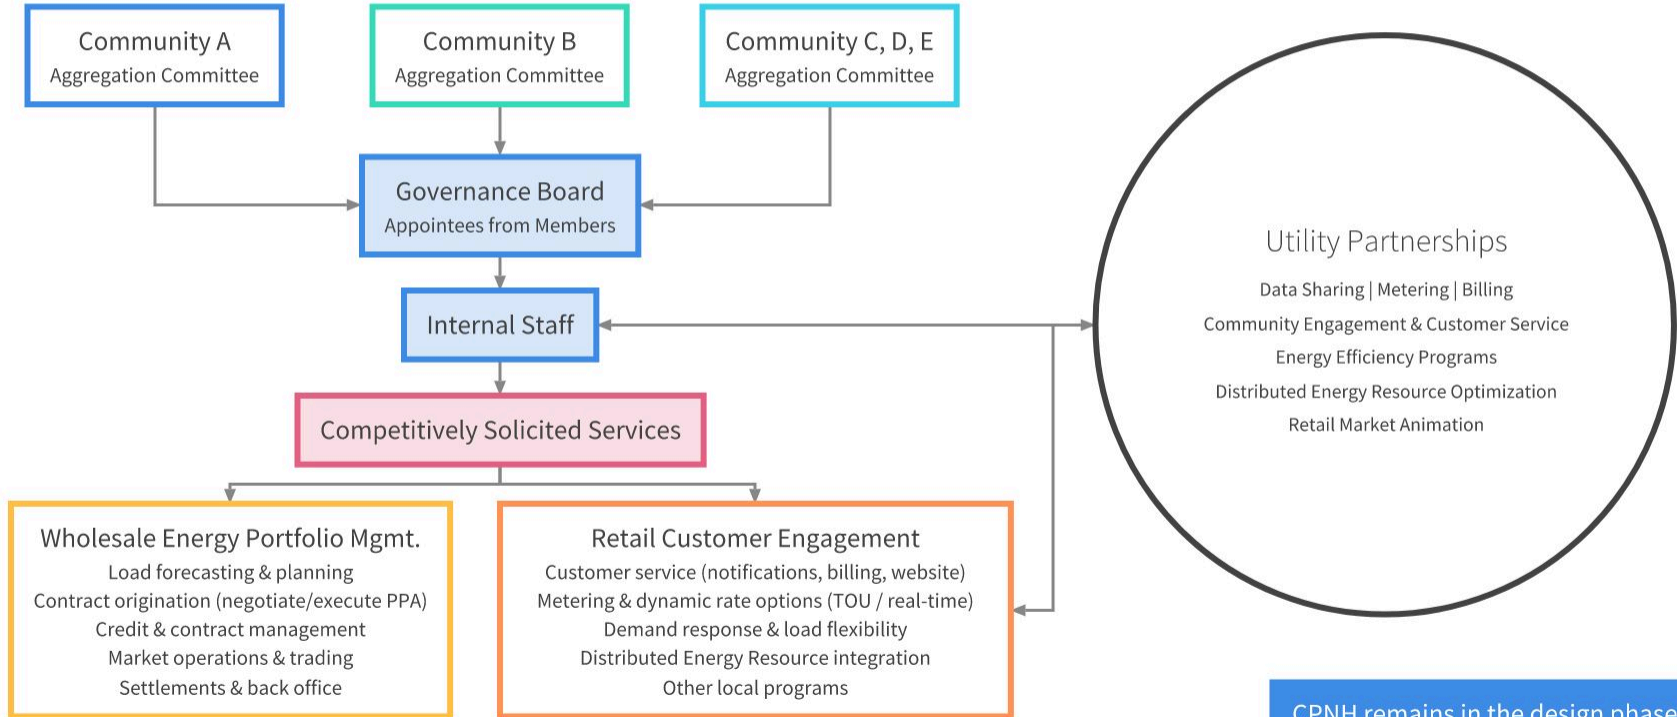 Community A
Aggregation Committee
Community B
Aggregation Committee
Community C, D, E
Aggregation Committee
Governance Board
Appointees from Members
Internal Staff
Competitively Solicited Services
Wholesale Energy Portfolio Mgmt.
Load forecasting & planning
Contract origination (negotiate/execute PPA)
Credit & contract management
Market operations & trading
Settlements & back office
Retail Customer Engagement
Customer service (notifications, billing, website)
Metering & dynamic rate options (TOU / real-time)
Demand response & load flexibility
Distributed Energy Resource integration
Other local programs
Utility Partnerships
Data Sharing | Metering | Billing
Community Engagement & Customer Service
Energy Efficiency Programs
Distributed Energy Resource Optimization
Retail Market Animation
CPNH remains in the design phase